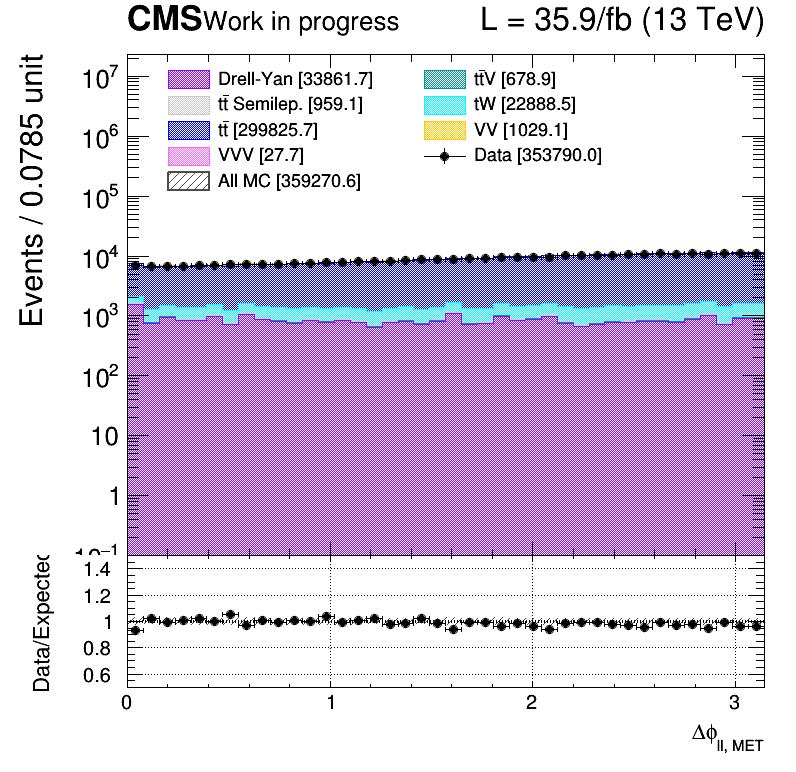 CMS Work in progress L = 35.9/fb (13 TeV)
Events / 0.0785 unit
10⁷
10⁶
10⁵
10⁴
10³
10²
10
1
10⁻¹
Drell-Yan [33861.7]
tt̄ Semilep. [959.1]
tt̄ [299825.7]
VVV [27.7]
All MC [359270.6]
tt̄V [678.9]
tW [22888.5]
VV [1029.1]
Data [353790.0]
Data/Expected
1.4
1.2
1
0.8
0.6
0 1 2 3
Δϕ_ll, MET